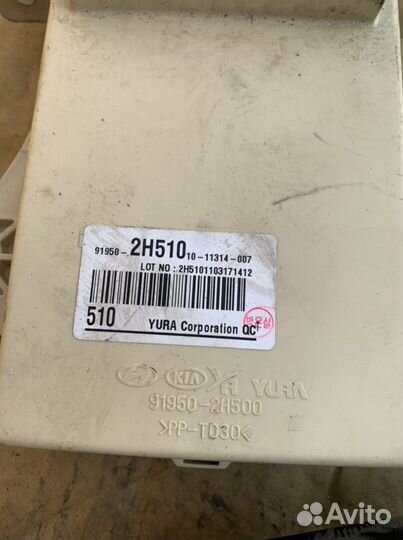 91950- 2H510 10-11314-007
LOT NO : 2H5101103171412
510 YURA Corporation QC
KIA YR YURA
91950-2H500
>PP-TD30<
Avito